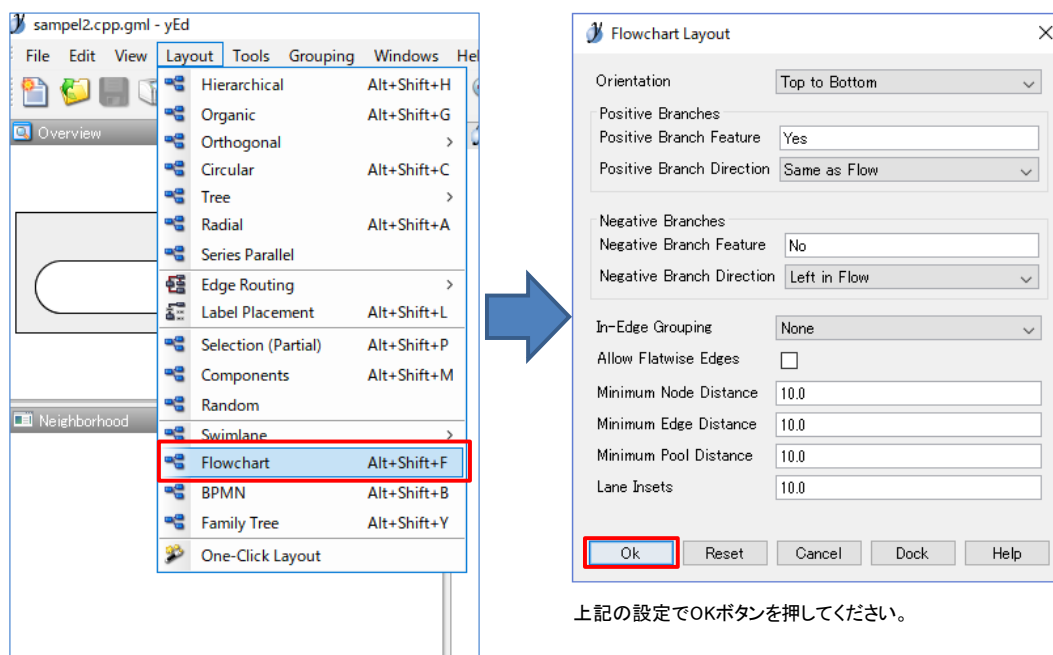 sampel2.cpp.gml - yEd
File Edit View Layout Tools Grouping Windows Hel
Overview
Neighborhood
Hierarchical Alt+Shift+H
Organic Alt+Shift+G
Orthogonal >
Circular Alt+Shift+C
Tree >
Radial Alt+Shift+A
Series Parallel
Edge Routing >
Label Placement Alt+Shift+L
Selection (Partial) Alt+Shift+P
Components Alt+Shift+M
Random
Swimlane >
Flowchart Alt+Shift+F
BPMN Alt+Shift+B
Family Tree Alt+Shift+Y
One-Click Layout
Flowchart Layout
Orientation Top to Bottom
Positive Branches
Positive Branch Feature Yes
Positive Branch Direction Same as Flow
Negative Branches
Negative Branch Feature No
Negative Branch Direction Left in Flow
In-Edge Grouping None
Allow Flatwise Edges
Minimum Node Distance 10.0
Minimum Edge Distance 10.0
Minimum Pool Distance 10.0
Lane Insets 10.0
Ok Reset Cancel Dock Help
上記の設定でOKボタンを押してください。